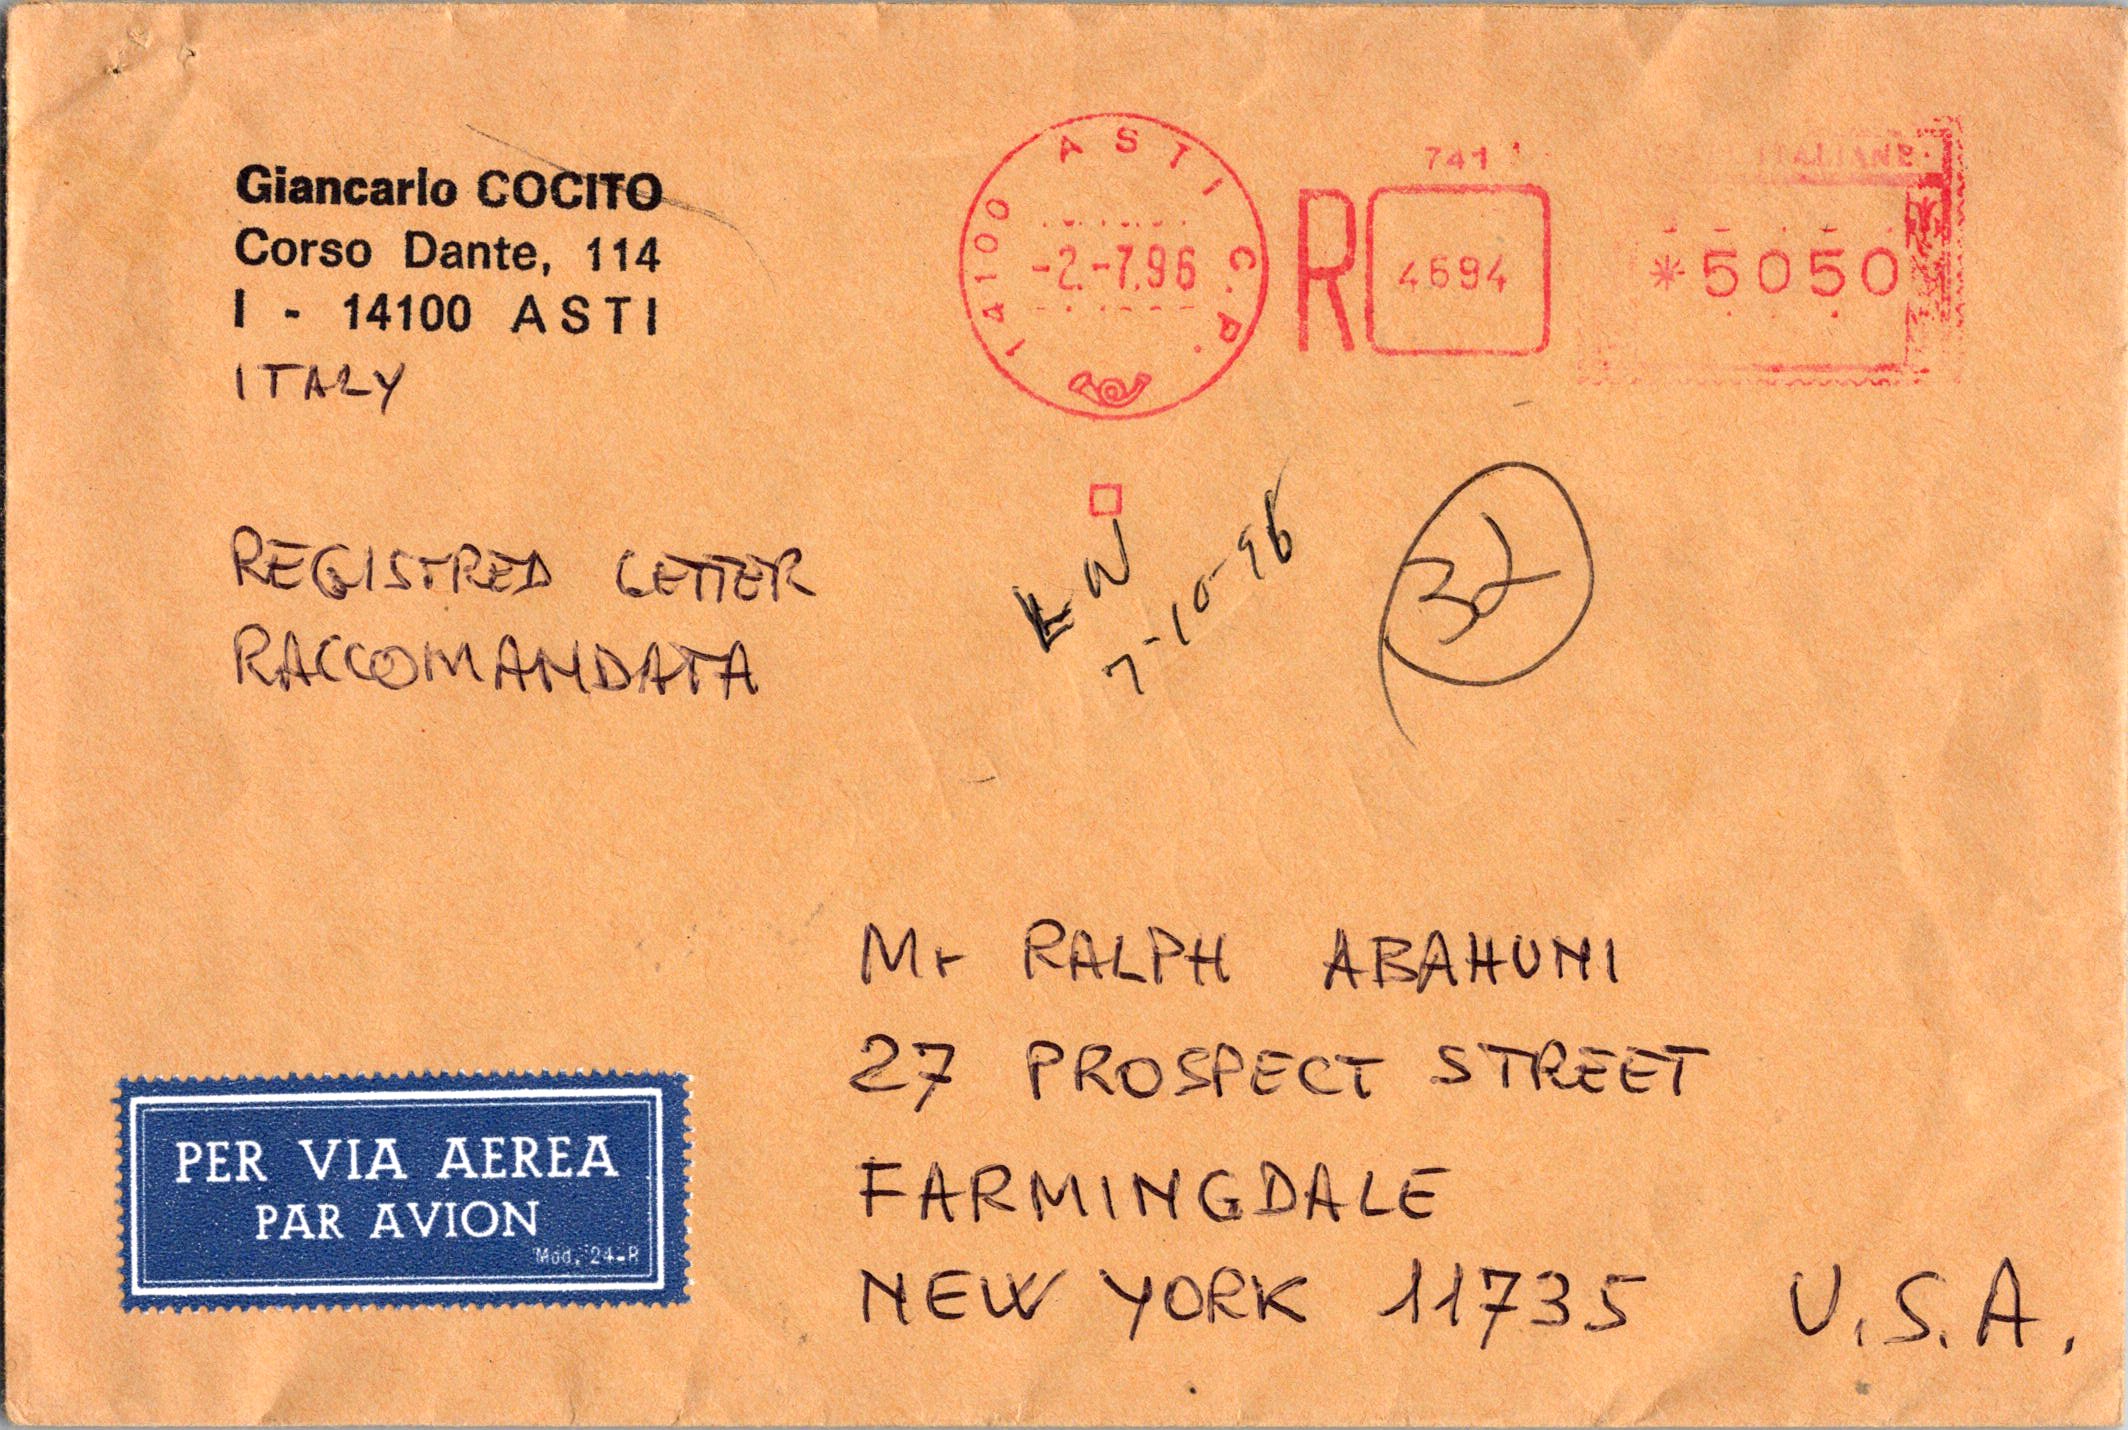 Giancarlo COCITO
Corso Dante, 114
I - 14100 ASTI
ITALY
14100 ASTI C.P.
-2.-7.96
741
R
4694
ITALIANE
*5050
REGISTRED LETTER
RACCOMANDATA
7-10-96
32
Mr RALPH ABAHUNI
27 PROSPECT STREET
FARMINGDALE
NEW YORK 11735 U.S.A.
PER VIA AEREA
PAR AVION
Mod. 24-R